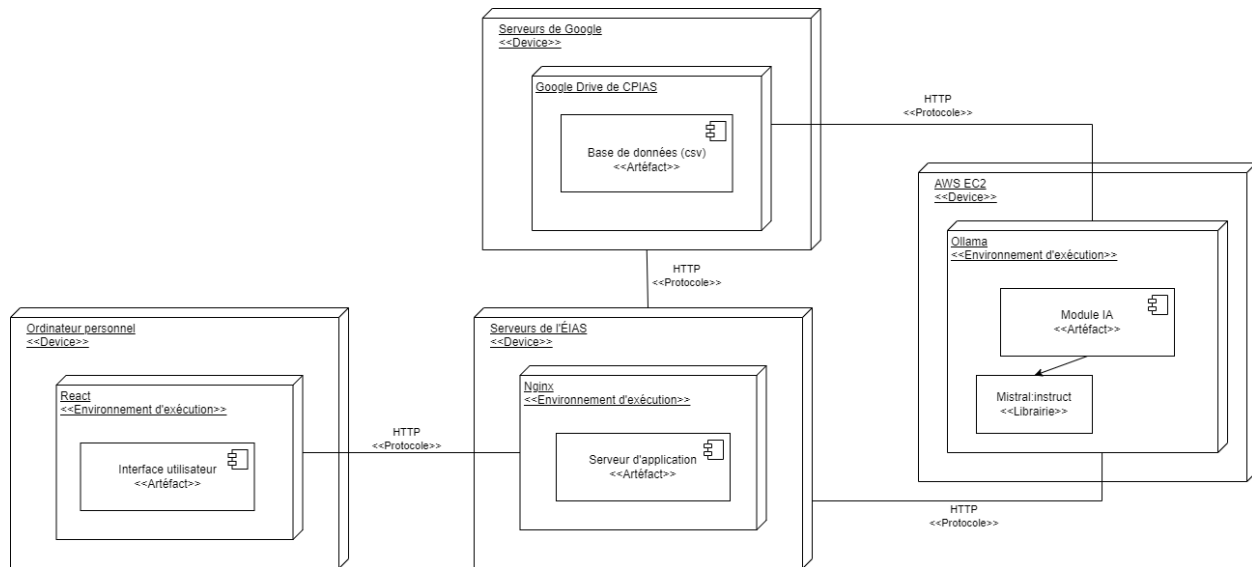 Serveurs de Google
<<Device>>
Google Drive de CPIAS
Base de données (csv)
<<Artéfact>>
HTTP
<<Protocole>>
AWS EC2
<<Device>>
Ollama
<<Environnement d'exécution>>
Module IA
<<Artéfact>>
Mistral:instruct
<<Librairie>>
HTTP
<<Protocole>>
Ordinateur personnel
<<Device>>
React
<<Environnement d'exécution>>
Interface utilisateur
<<Artéfact>>
HTTP
<<Protocole>>
Serveurs de l'ÉIAS
<<Device>>
Nginx
<<Environnement d'exécution>>
Serveur d'application
<<Artéfact>>
HTTP
<<Protocole>>